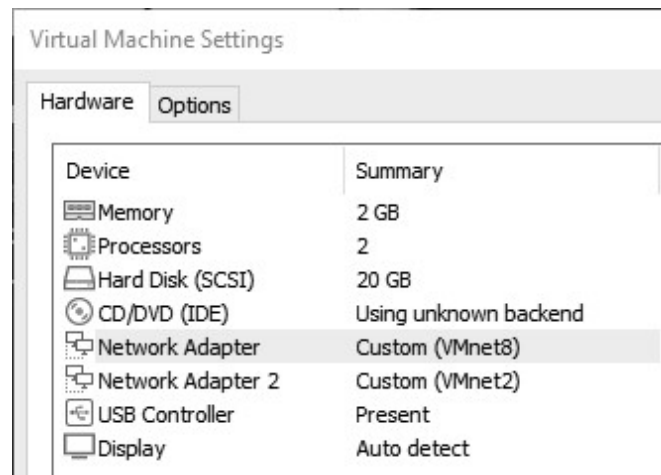 Virtual Machine Settings
Hardware Options
Device Summary
Memory 2 GB
Processors 2
Hard Disk (SCSI) 20 GB
CD/DVD (IDE) Using unknown backend
Network Adapter Custom (VMnet8)
Network Adapter 2 Custom (VMnet2)
USB Controller Present
Display Auto detect